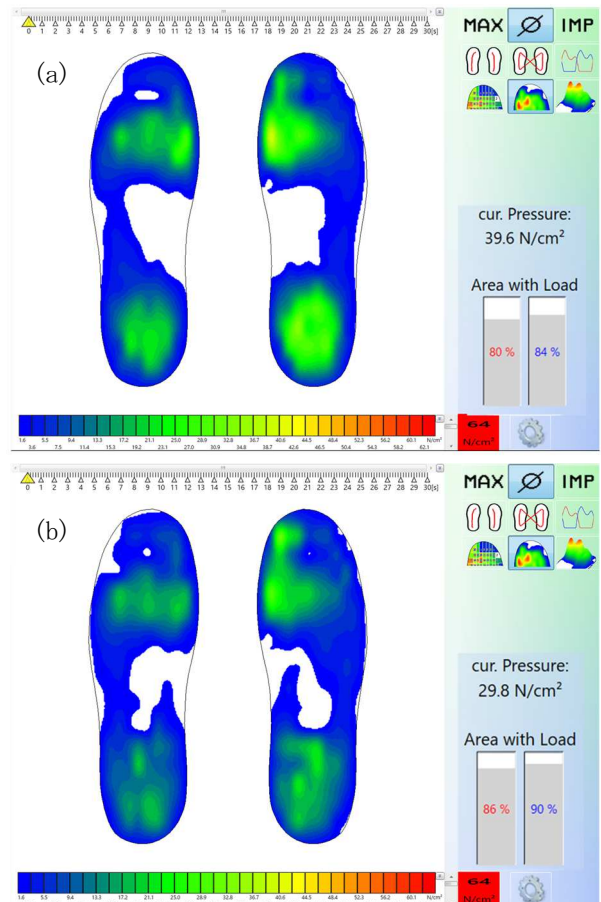 MAX Ø IMP
0 1 2 3 4 5 6 7 8 9 10 11 12 13 14 15 16 17 18 19 20 21 22 23 24 25 26 27 28 29 30[s]
(a)
cur. Pressure:
39.6 N/cm²
Area with Load
80 % 84 %
1.6 5.5 9.4 13.3 17.2 21.1 25.0 28.9 32.8 36.7 40.6 44.5 48.4 52.3 56.2 60.1 N/cm²
3.6 7.5 11.4 15.3 19.2 23.1 27.0 30.9 34.8 38.7 42.6 46.5 50.4 54.3 58.2 62.1
64
N/cm²
MAX Ø IMP
0 1 2 3 4 5 6 7 8 9 10 11 12 13 14 15 16 17 18 19 20 21 22 23 24 25 26 27 28 29 30[s]
(b)
cur. Pressure:
29.8 N/cm²
Area with Load
86 % 90 %
1.6 5.5 9.4 13.3 17.2 21.1 25.0 28.9 32.8 36.7 40.6 44.5 48.4 52.3 56.2 60.1 N/cm²
64
N/cm²